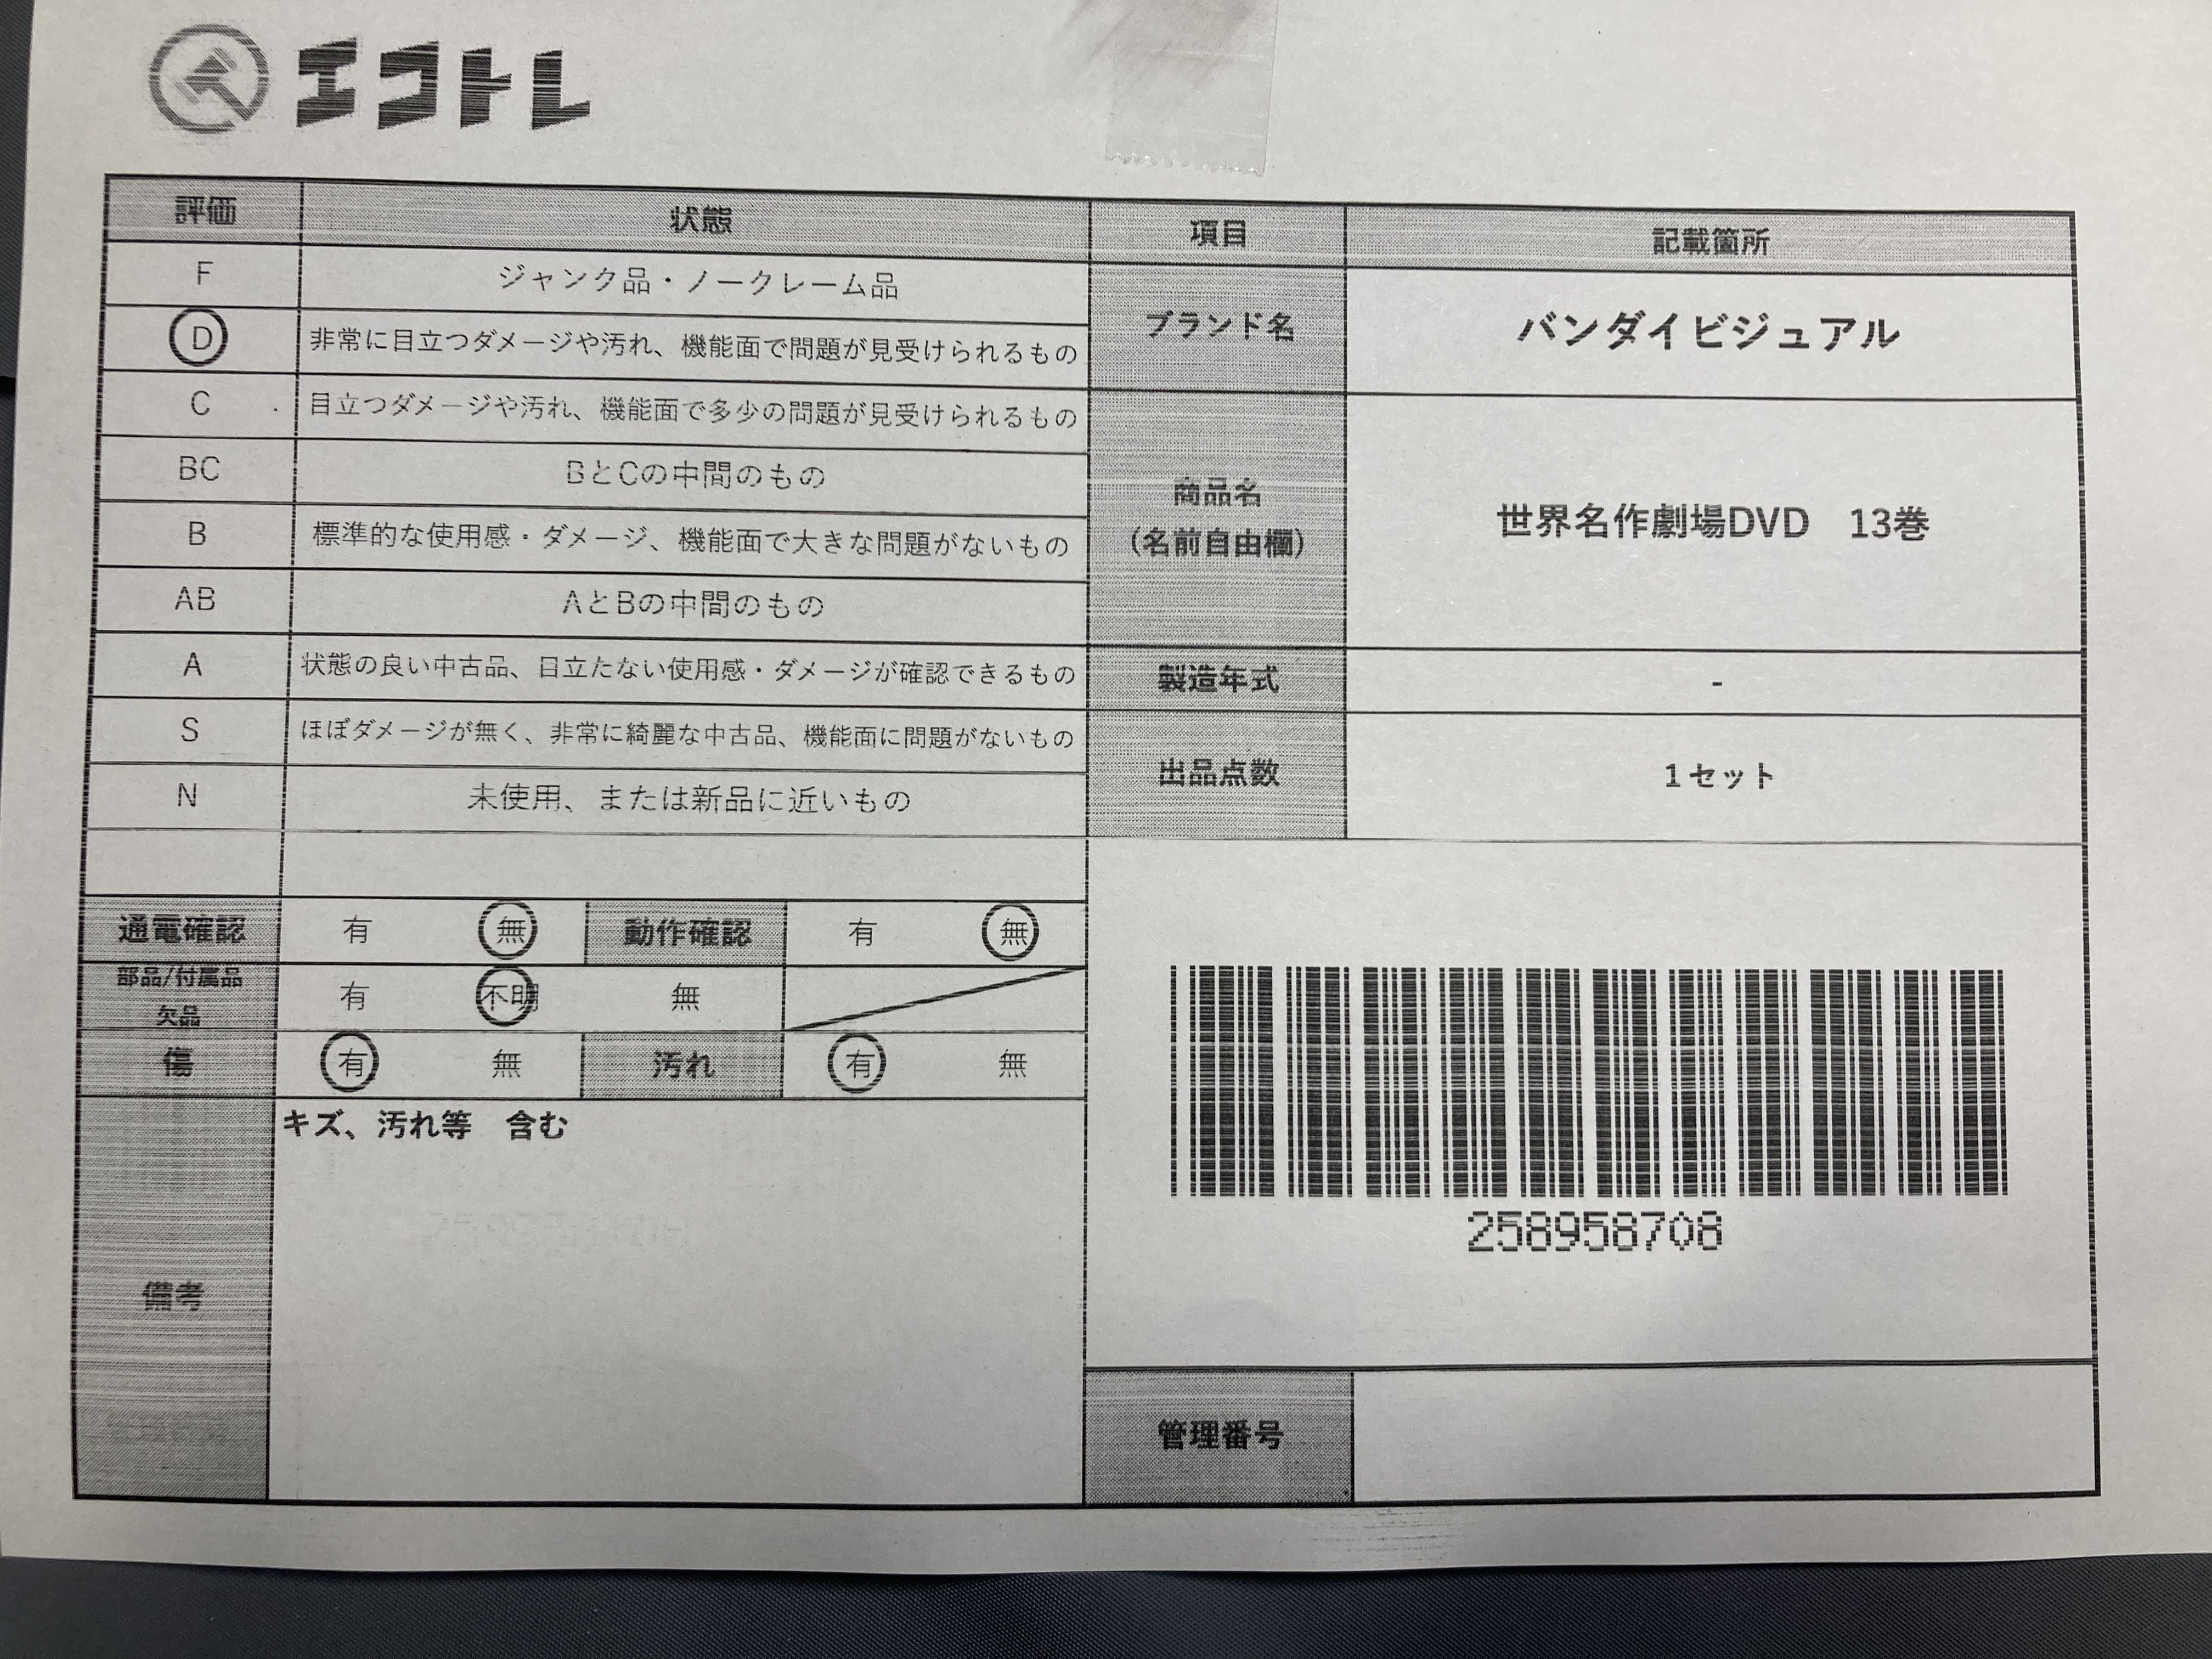 エコトレ
評価 状態 項目 記載箇所
F ジャンク品・ノークレーム品
D 非常に目立つダメージや汚れ、機能面で問題が見受けられるもの
ブランド名 バンダイビジュアル
C 目立つダメージや汚れ、機能面で多少の問題が見受けられるもの
BC BとCの中間のもの
商品名
(名前自由欄)
世界名作劇場DVD 13巻
B 標準的な使用感・ダメージ、機能面で大きな問題がないもの
AB AとBの中間のもの
A 状態の良い中古品、目立たない使用感・ダメージが確認できるもの
製造年式 -
S ほぼダメージが無く、非常に綺麗な中古品、機能面に問題がないもの
出品点数 1セット
N 未使用、または新品に近いもの
通電確認 有 無 動作確認 有 無
部品/付属品
欠品
有 不明 無
傷 有 無 汚れ 有 無
備考
キズ、汚れ等 含む
258958708
管理番号